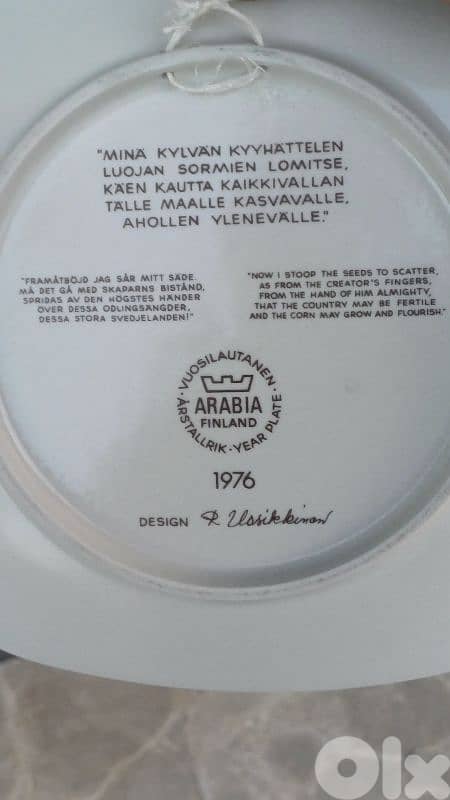 "MINÄ KYLVÄN KYYHÄTTELEN
LUOJAN SORMIEN LOMITSE,
KÄEN KAUTTA KAIKKIVALLAN
TÄLLE MAALLE KASVAVALLE,
AHOLLEN YLENEVÄLLE."
"FRAMÅTBÖJD JAG SÅR MITT SÄDE.
MÅ DET GÅ MED SKAPARNS BISTÅND,
SPRIDAS AV DEN HÖGSTES HÄNDER
ÖVER DESSA ODLINGSÄNGDER,
DESSA STORA SVEDJELANDEN!"
"NOW I STOOP THE SEEDS TO SCATTER,
AS FROM THE CREATOR'S FINGERS,
FROM THE HAND OF HIM ALMIGHTY,
THAT THE COUNTRY MAY BE FERTILE
AND THE CORN MAY GROW AND FLOURISH."
VUOSILAUTANEN·
ARABIA
FINLAND
ÅRSTALLRIK·YEAR PLATE·
1976
DESIGN R Uosikkinen
OLX